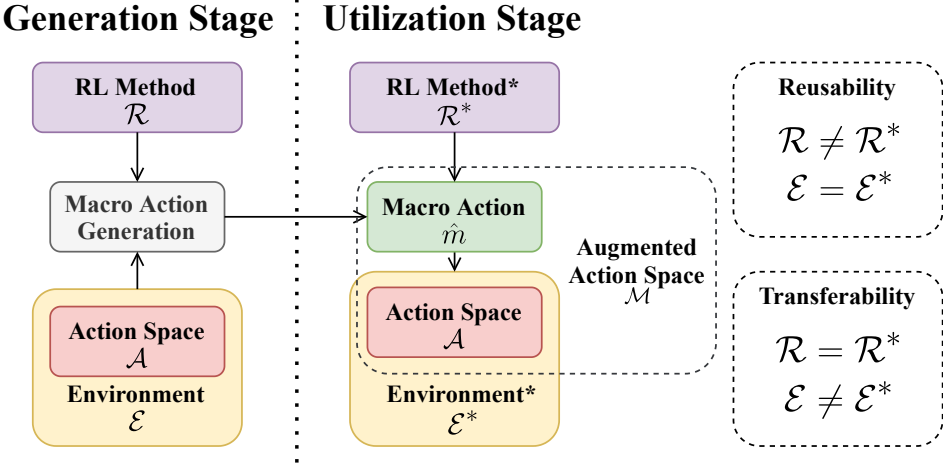 Generation Stage
RL Method
ℛ
Macro Action
Generation
Action Space
𝒜
Environment
ℰ
Utilization Stage
RL Method*
ℛ*
Macro Action
m̂
Augmented
Action Space
ℳ
Action Space
𝒜
Environment*
ℰ*
Reusability
ℛ ≠ ℛ*
ℰ = ℰ*
Transferability
ℛ = ℛ*
ℰ ≠ ℰ*